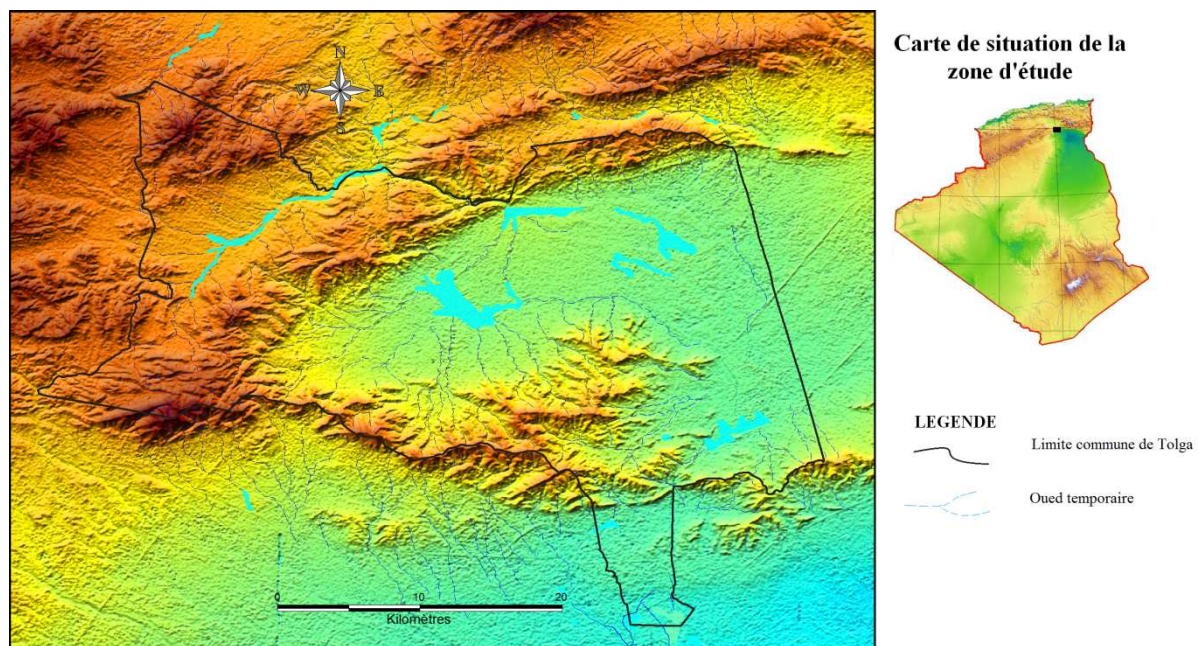 Carte de situation de la
zone d'étude
N
W E
S
LEGENDE
Limite commune de Tolga
Oued temporaire
0 10 20
Kilomètres